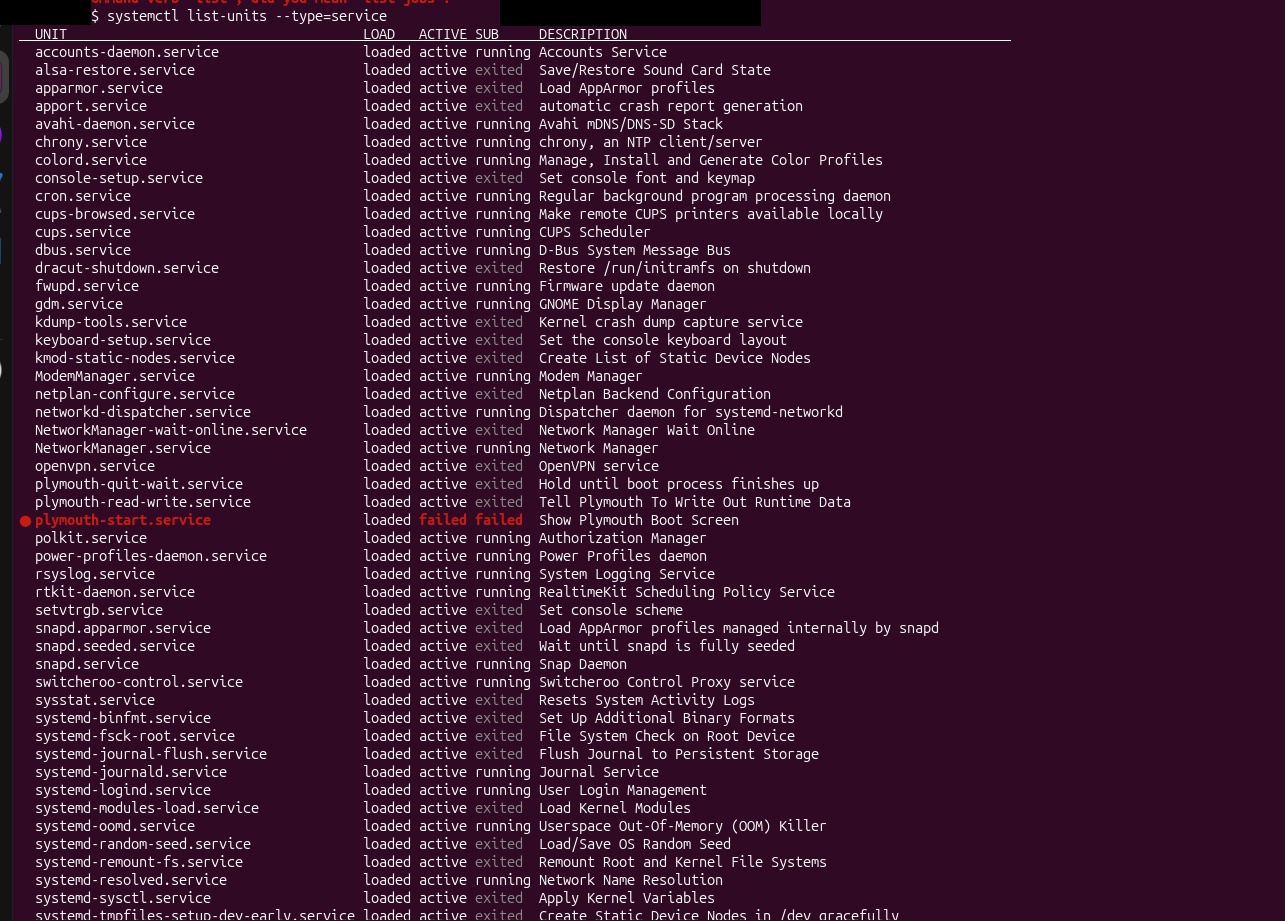 $ systemctl list-units --type=service
UNIT LOAD ACTIVE SUB DESCRIPTION
accounts-daemon.service loaded active running Accounts Service
alsa-restore.service loaded active exited Save/Restore Sound Card State
apparmor.service loaded active exited Load AppArmor profiles
apport.service loaded active exited automatic crash report generation
avahi-daemon.service loaded active running Avahi mDNS/DNS-SD Stack
chrony.service loaded active running chrony, an NTP client/server
colord.service loaded active running Manage, Install and Generate Color Profiles
console-setup.service loaded active exited Set console font and keymap
cron.service loaded active running Regular background program processing daemon
cups-browsed.service loaded active running Make remote CUPS printers available locally
cups.service loaded active running CUPS Scheduler
dbus.service loaded active running D-Bus System Message Bus
dracut-shutdown.service loaded active exited Restore /run/initramfs on shutdown
fwupd.service loaded active running Firmware update daemon
gdm.service loaded active running GNOME Display Manager
kdump-tools.service loaded active exited Kernel crash dump capture service
keyboard-setup.service loaded active exited Set the console keyboard layout
kmod-static-nodes.service loaded active exited Create List of Static Device Nodes
ModemManager.service loaded active running Modem Manager
netplan-configure.service loaded active exited Netplan Backend Configuration
networkd-dispatcher.service loaded active running Dispatcher daemon for systemd-networkd
NetworkManager-wait-online.service loaded active exited Network Manager Wait Online
NetworkManager.service loaded active running Network Manager
openvpn.service loaded active exited OpenVPN service
plymouth-quit-wait.service loaded active exited Hold until boot process finishes up
plymouth-read-write.service loaded active exited Tell Plymouth To Write Out Runtime Data
● plymouth-start.service loaded failed failed Show Plymouth Boot Screen
polkit.service loaded active running Authorization Manager
power-profiles-daemon.service loaded active running Power Profiles daemon
rsyslog.service loaded active running System Logging Service
rtkit-daemon.service loaded active running RealtimeKit Scheduling Policy Service
setvtrgb.service loaded active exited Set console scheme
snapd.apparmor.service loaded active exited Load AppArmor profiles managed internally by snapd
snapd.seeded.service loaded active exited Wait until snapd is fully seeded
snapd.service loaded active running Snap Daemon
switcheroo-control.service loaded active running Switcheroo Control Proxy service
sysstat.service loaded active exited Resets System Activity Logs
systemd-binfmt.service loaded active exited Set Up Additional Binary Formats
systemd-fsck-root.service loaded active exited File System Check on Root Device
systemd-journal-flush.service loaded active exited Flush Journal to Persistent Storage
systemd-journald.service loaded active running Journal Service
systemd-logind.service loaded active running User Login Management
systemd-modules-load.service loaded active exited Load Kernel Modules
systemd-oomd.service loaded active running Userspace Out-Of-Memory (OOM) Killer
systemd-random-seed.service loaded active exited Load/Save OS Random Seed
systemd-remount-fs.service loaded active exited Remount Root and Kernel File Systems
systemd-resolved.service loaded active running Network Name Resolution
systemd-sysctl.service loaded active exited Apply Kernel Variables
systemd-tmpfiles-setup-dev-early.service loaded active exited Create Static Device Nodes in /dev gracefully